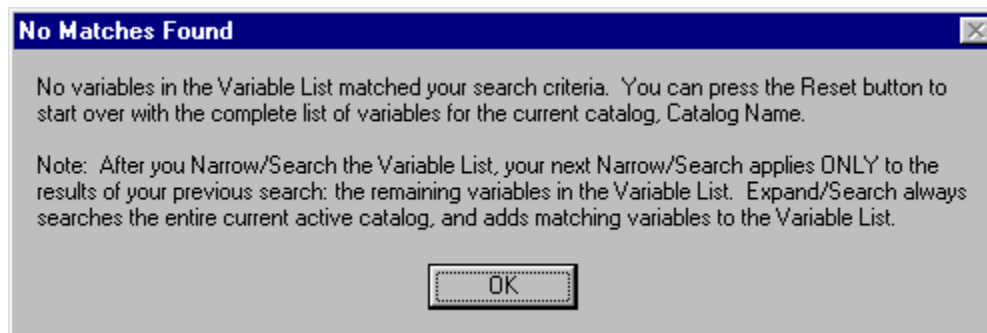 No Matches Found
No variables in the Variable List matched your search criteria.  You can press the Reset button to
start over with the complete list of variables for the current catalog, Catalog Name.
Note:  After you Narrow/Search the Variable List, your next Narrow/Search applies ONLY to the
results of your previous search: the remaining variables in the Variable List.  Expand/Search always
searches the entire current active catalog, and adds matching variables to the Variable List.
OK